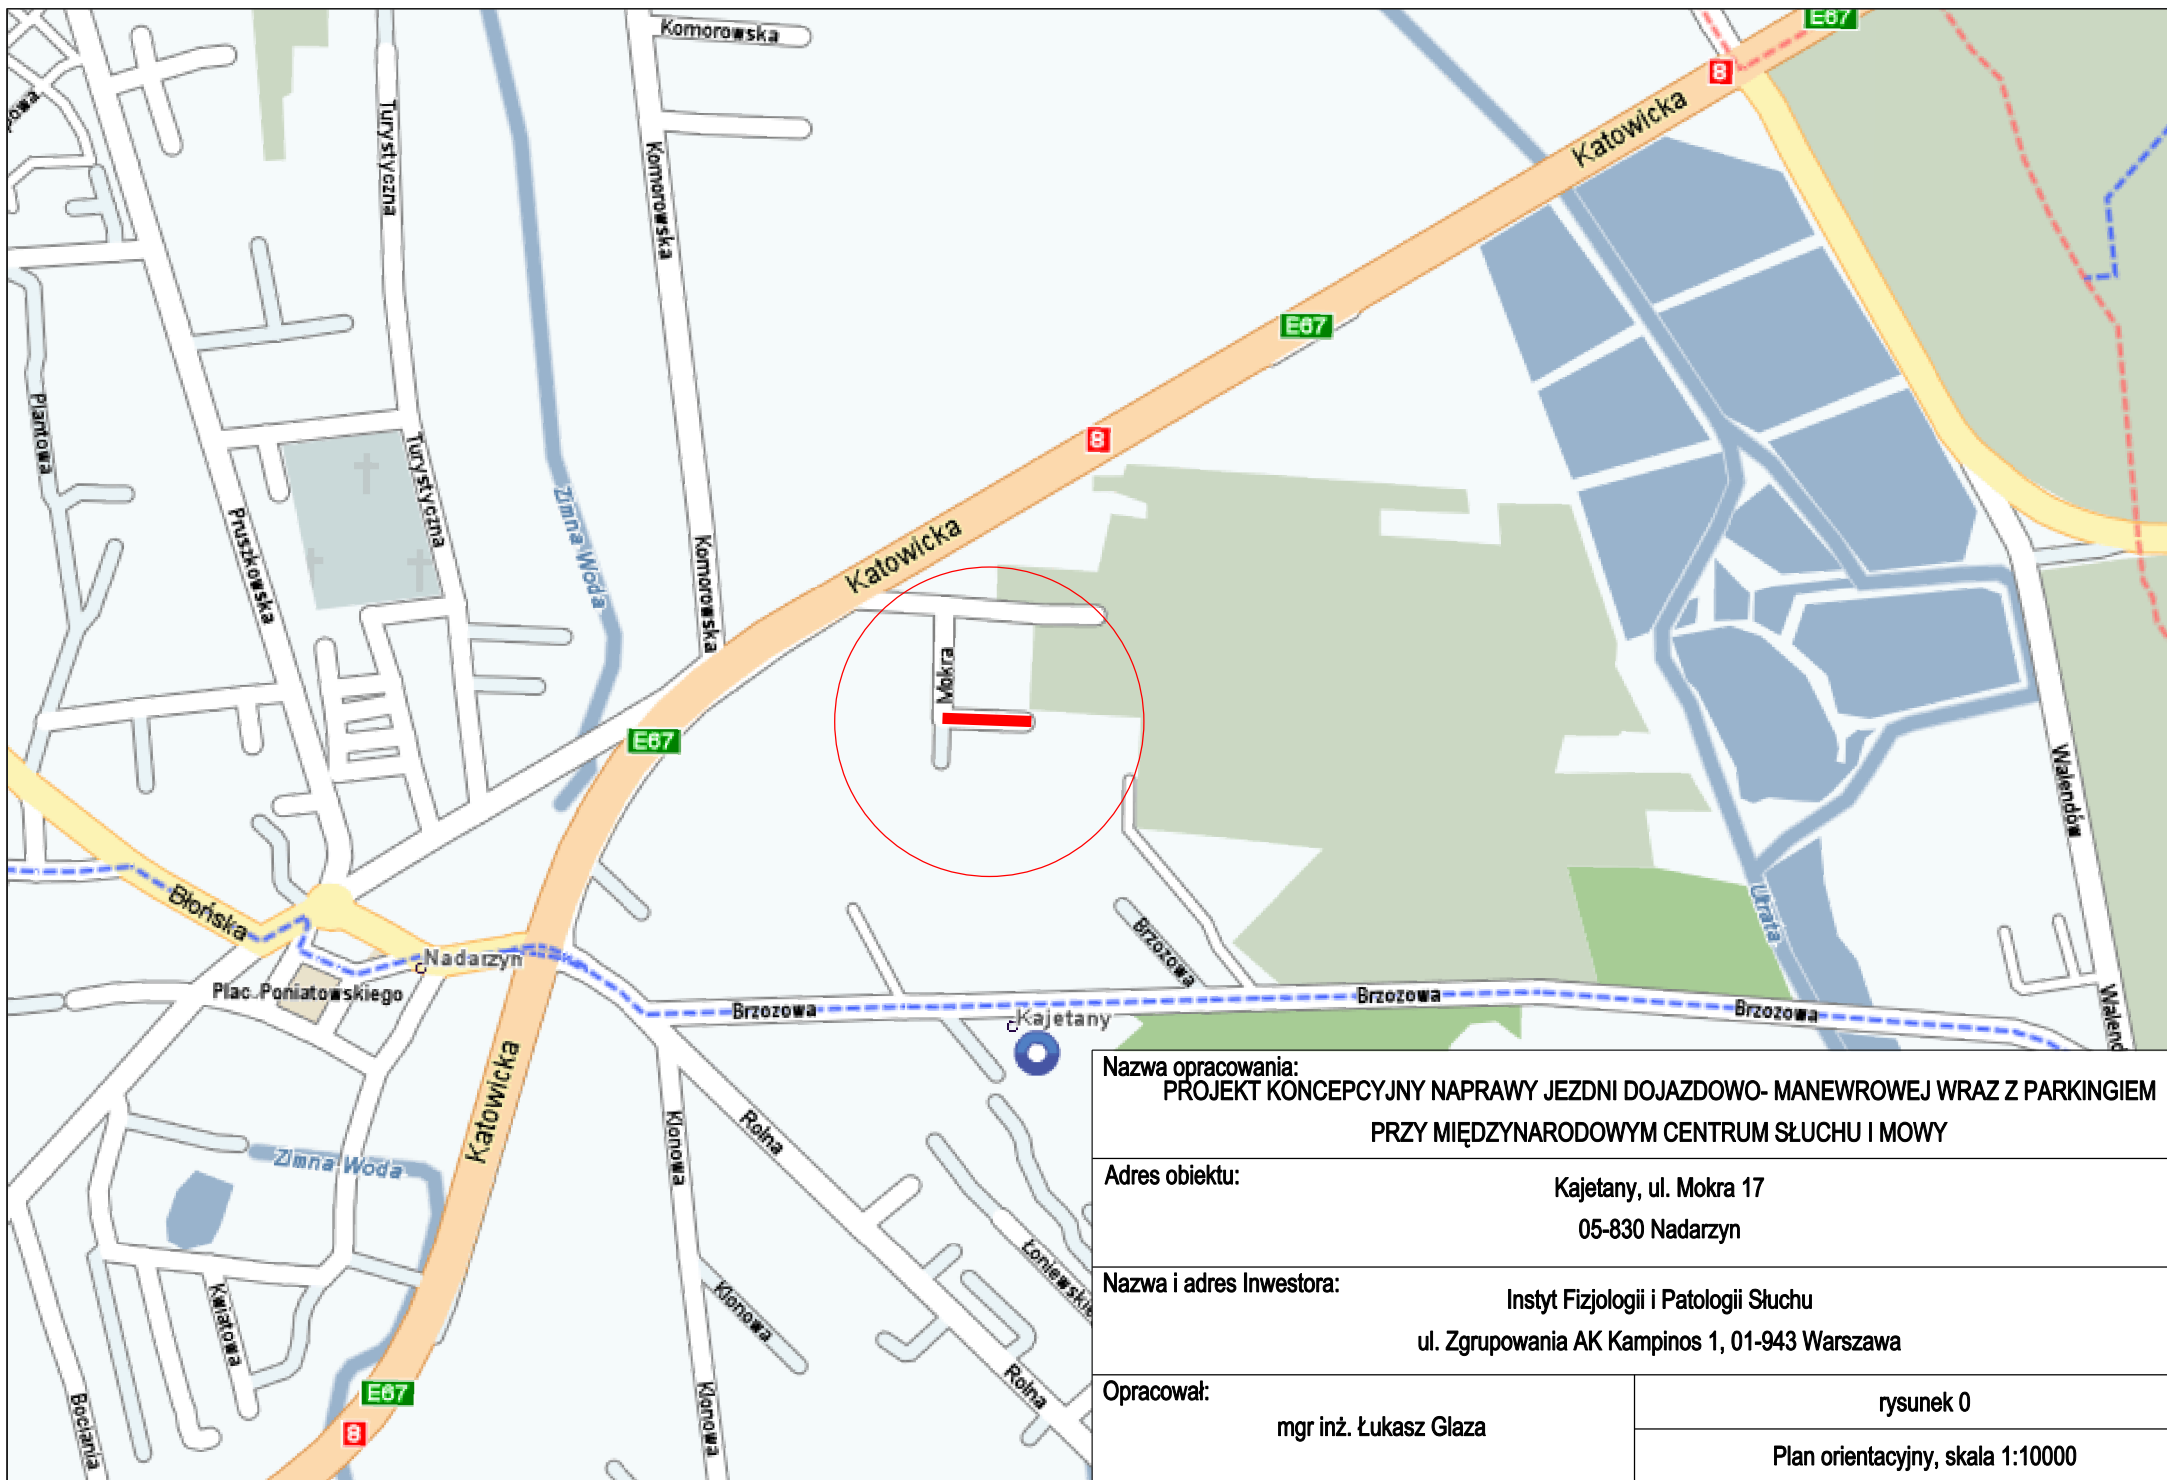 Komorowska
E67
8
Katowicka
Turystyczna
Komorowska
E67
Plantowa
8
Turystyczna
Zimna Woda
Pruszkowska
Katowicka
Komorowska
Mokra
E67
Walendów
Błońska
Utrata
Nadarzyn
Brzozowa
Plac Poniatowskiego
Brzozowa
Brzozowa
Brzozowa
Kajetany
Walend
Katowicka
Klonowa
Rolna
Zimna Woda
Łoniewskie
Kwiatowa
Klonowa
Rolna
E67
8
Bociania
Klonowa
Nazwa opracowania:
PROJEKT KONCEPCYJNY NAPRAWY JEZDNI DOJAZDOWO- MANEWROWEJ WRAZ Z PARKINGIEM
PRZY MIĘDZYNARODOWYM CENTRUM SŁUCHU I MOWY
Adres obiektu:
Kajetany, ul. Mokra 17
05-830 Nadarzyn
Nazwa i adres Inwestora:
Instyt Fizjologii i Patologii Słuchu
ul. Zgrupowania AK Kampinos 1, 01-943 Warszawa
Opracował:
mgr inż. Łukasz Glaza
rysunek 0
Plan orientacyjny, skala 1:10000